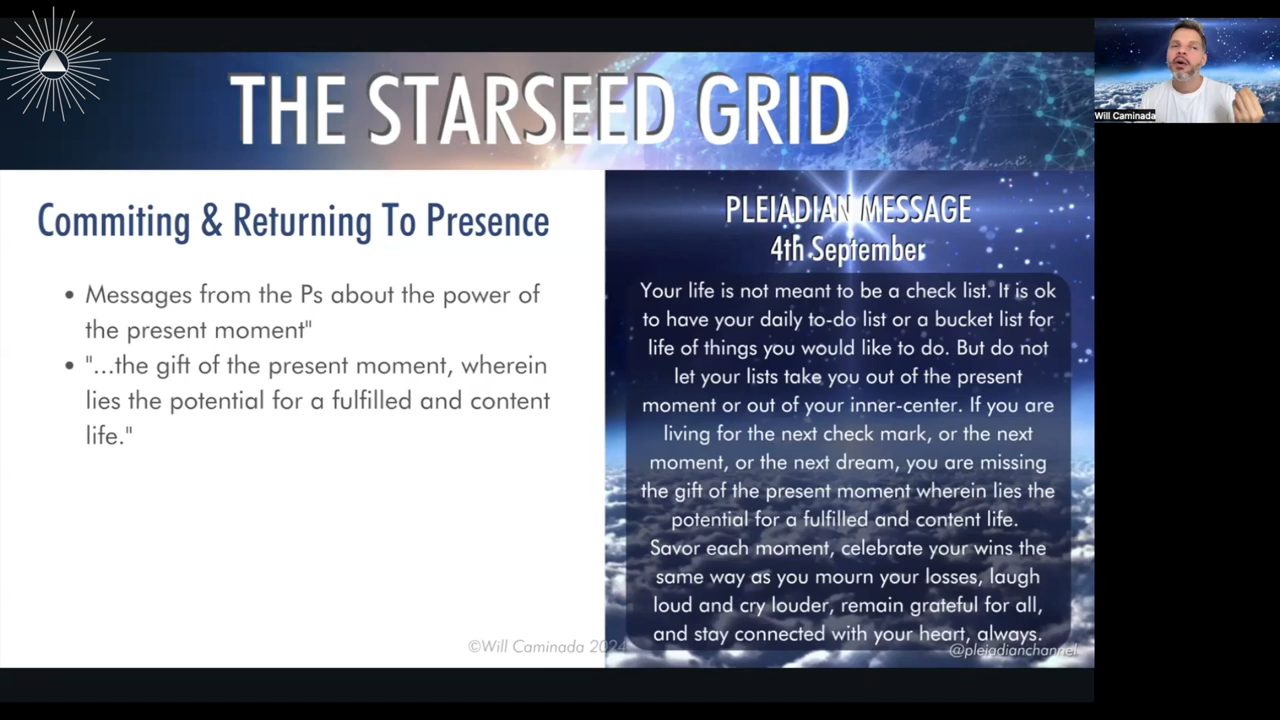 THE STARSEED GRID
Will Caminada
Commiting & Returning To Presence
• Messages from the Ps about the power of
the present moment"
• "...the gift of the present moment, wherein
lies the potential for a fulfilled and content
life."
©Will Caminada 2024
PLEIADIAN MESSAGE
4th September
Your life is not meant to be a check list. It is ok
to have your daily to-do list or a bucket list for
life of things you would like to do. But do not
let your lists take you out of the present
moment or out of your inner-center. If you are
living for the next check mark, or the next
moment, or the next dream, you are missing
the gift of the present moment wherein lies the
potential for a fulfilled and content life.
Savor each moment, celebrate your wins the
same way as you mourn your losses, laugh
loud and cry louder, remain grateful for all,
and stay connected with your heart, always.
@pleiadianchannel